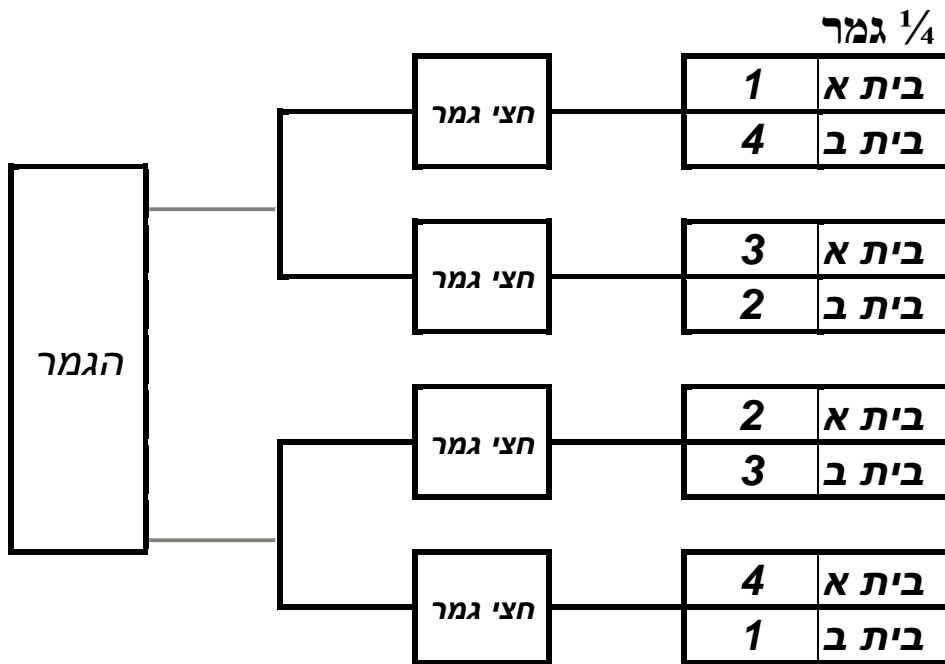 ¼ גמר
בית א 1
בית ב 4
חצי גמר
בית א 3
בית ב 2
חצי גמר
בית א 2
בית ב 3
חצי גמר
בית א 4
בית ב 1
חצי גמר
הגמר